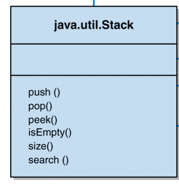 java.util.Stack
push ()
pop()
peek()
isEmpty()
size()
search ()